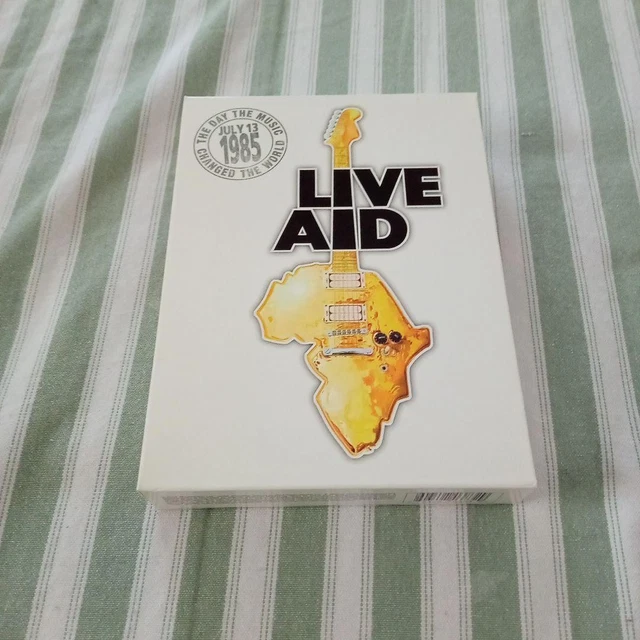 THE DAY THE MUSIC
JULY 13
1985
CHANGED THE WORLD
LIVE
AID